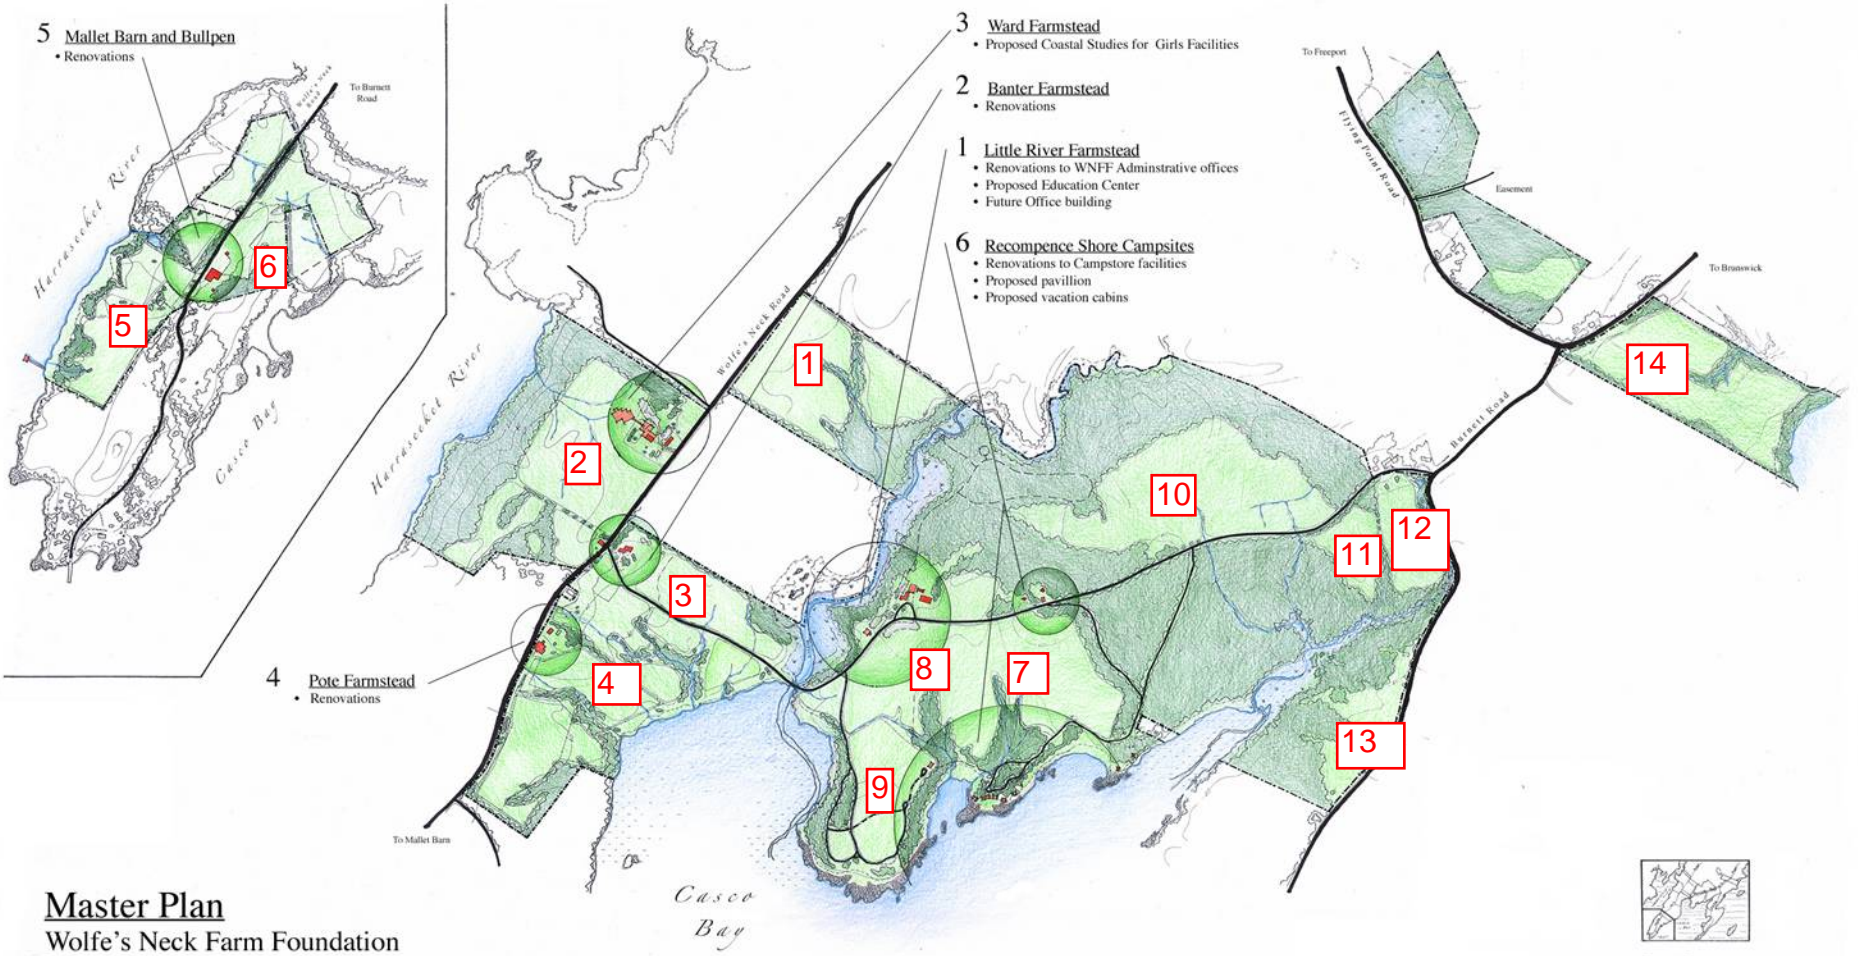 5 Mallet Barn and Bullpen
• Renovations
Wolfe's Neck
Road
To Burnett
Road
Harraseeket River
Casco Bay
5
6
3 Ward Farmstead
• Proposed Coastal Studies for Girls Facilities
2 Banter Farmstead
• Renovations
1 Little River Farmstead
• Renovations to WNFF Adminstrative offices
• Proposed Education Center
• Future Office building
6 Recompence Shore Campsites
• Renovations to Campstore facilities
• Proposed pavillion
• Proposed vacation cabins
To Freeport
Flying Point Road
Easement
To Brunswick
Wolfe's Neck Road
Harraseeket River
Burnett Road
1
2
3
4
7
8
9
10
11
12
13
14
4 Pote Farmstead
• Renovations
To Mallet Barn
Casco
Bay
Master Plan
Wolfe's Neck Farm Foundation